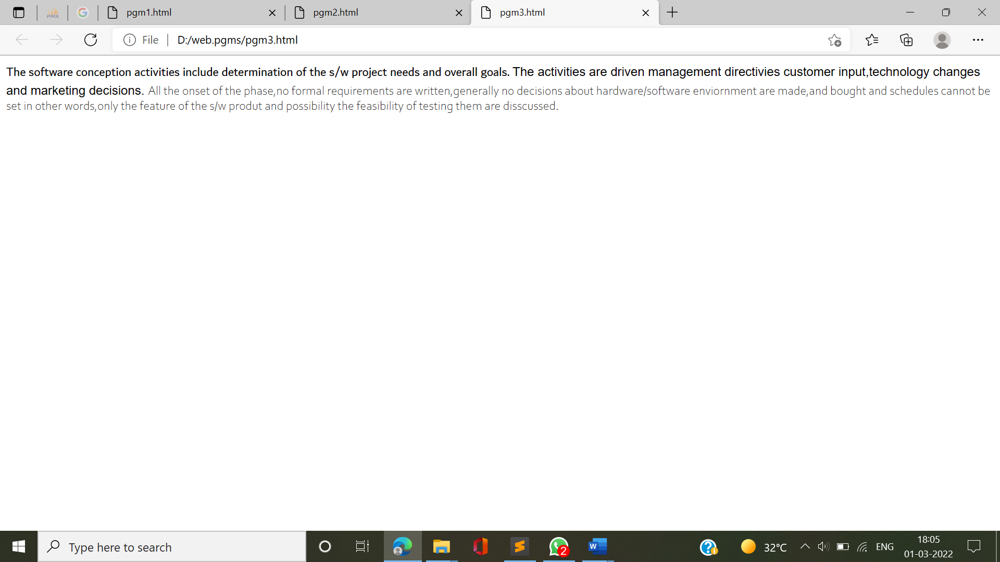 PMA
pgm1.html
pgm2.html
pgm3.html
File
D:/web.pgms/pgm3.html
The software conception activities include determination of the s/w project needs and overall goals. The activities are driven management directivies customer input,technology changes
and marketing decisions. All the onset of the phase,no formal requirements are written,generally no decisions about hardware/software enviornment are made,and bought and schedules cannot be
set in other words,only the feature of the s/w produt and possibility the feasibility of testing them are disscussed.
Type here to search
2
W
32°C
ENG
18:05
01-03-2022